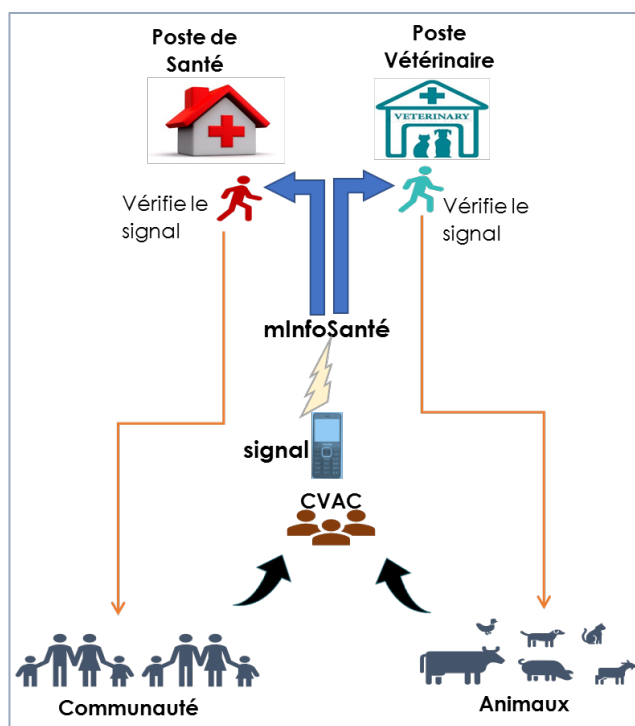 Poste de
Santé
Poste
Vétérinaire
VETERINARY
Vérifie le
signal
Vérifie le
signal
mInfoSanté
signal
CVAC
Communauté
Animaux